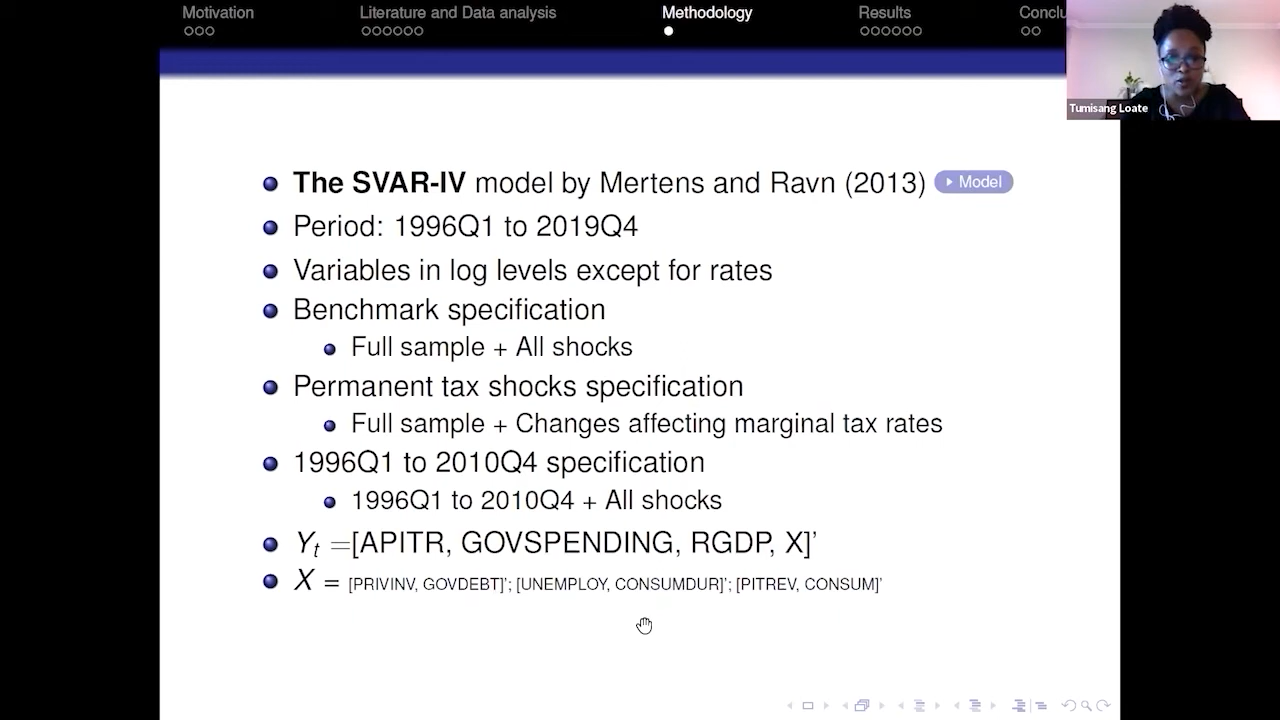 Motivation Literature and Data analysis Methodology Results Conclu
Tumisang Loate
The SVAR-IV model by Mertens and Ravn (2013) Model
Period: 1996Q1 to 2019Q4
Variables in log levels except for rates
Benchmark specification
Full sample + All shocks
Permanent tax shocks specification
Full sample + Changes affecting marginal tax rates
1996Q1 to 2010Q4 specification
1996Q1 to 2010Q4 + All shocks
Yₜ =[APITR, GOVSPENDING, RGDP, X]’
X = [PRIVINV, GOVDEBT]’; [UNEMPLOY, CONSUMDUR]’; [PITREV, CONSUM]’